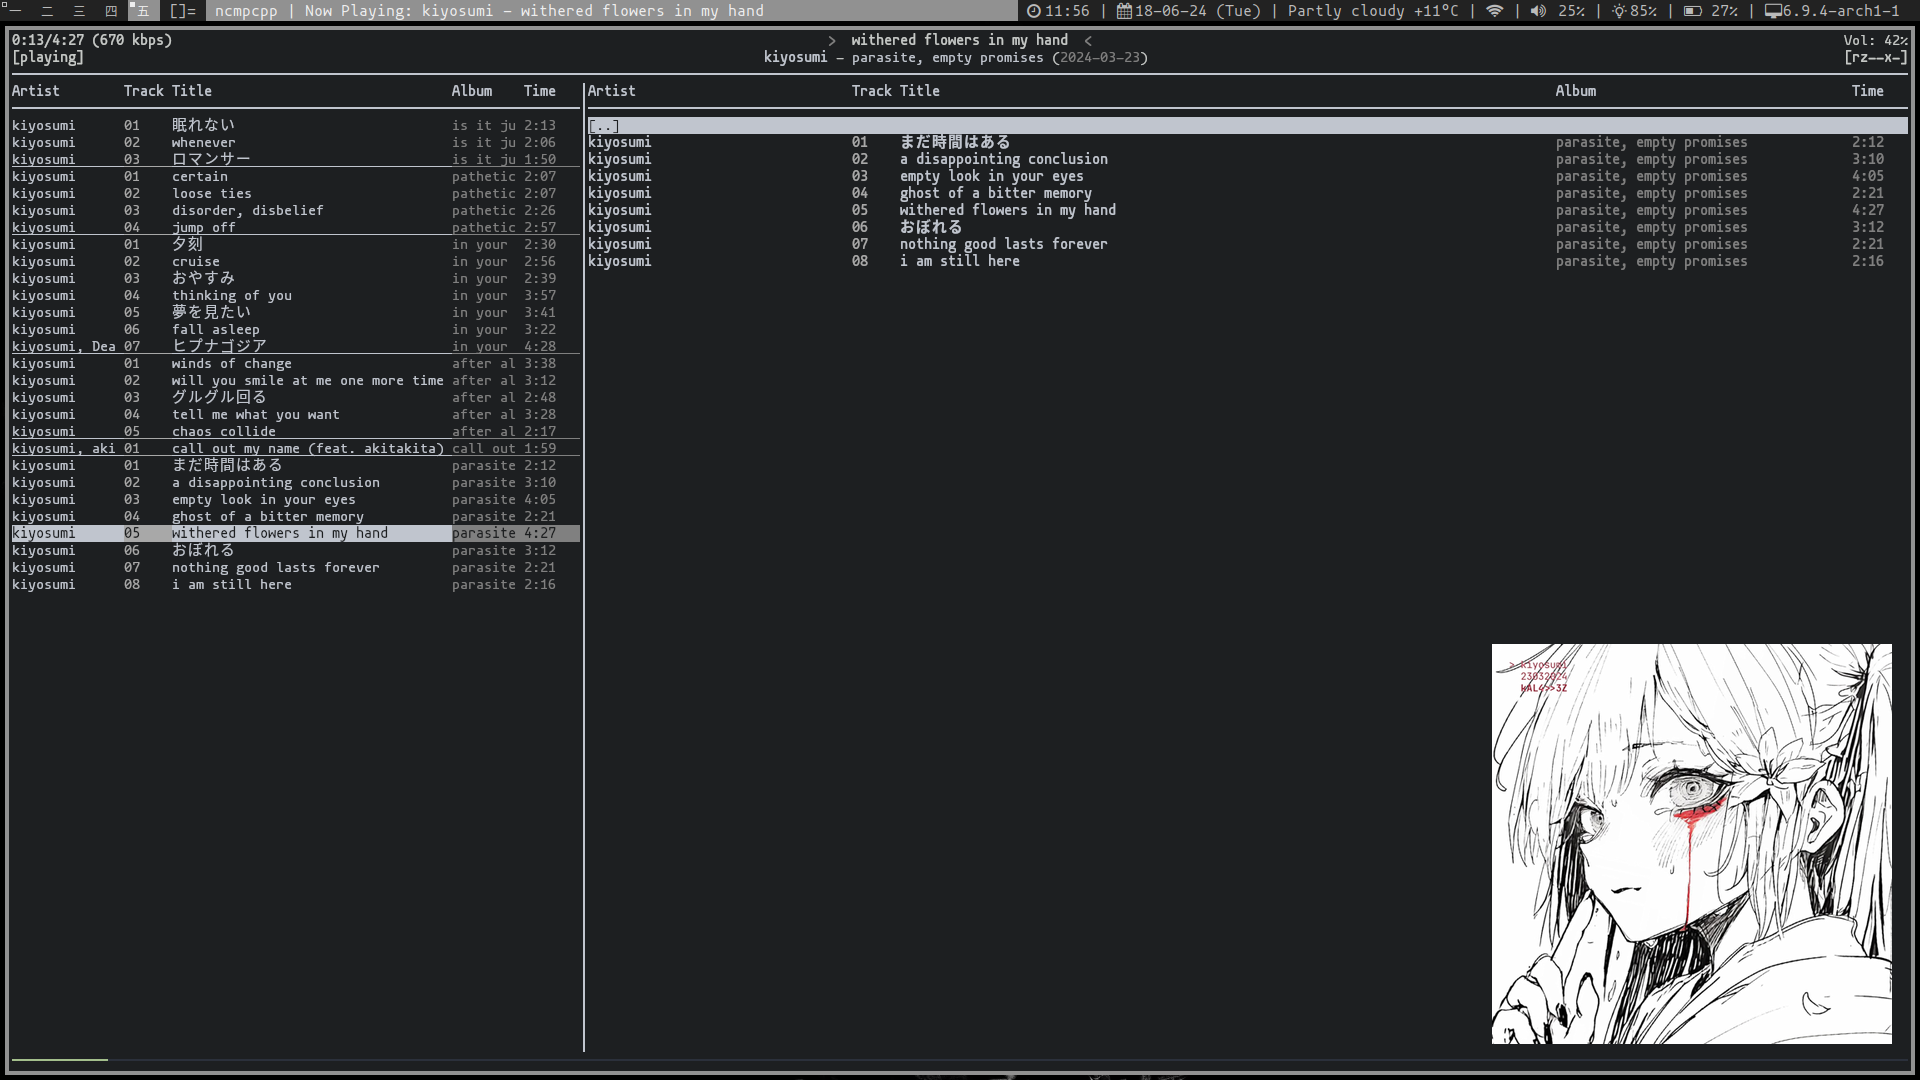 一 二 三 四 五 []= ncmpcpp | Now Playing: kiyosumi – withered flowers in my hand 11:56 | 18-06-24 (Tue) | Partly cloudy +11°C | | 25% | 85% | 27% | 6.9.4-arch1-1
0:13/4:27 (670 kbps) > withered flowers in my hand < Vol: 42%
[playing] kiyosumi – parasite, empty promises (2024-03-23) [rz--x-]
Artist Track Title Album Time
kiyosumi 01 眠れない is it ju 2:13
kiyosumi 02 whenever is it ju 2:06
kiyosumi 03 ロマンサー is it ju 1:50
kiyosumi 01 certain pathetic 2:07
kiyosumi 02 loose ties pathetic 2:07
kiyosumi 03 disorder, disbelief pathetic 2:26
kiyosumi 04 jump off pathetic 2:57
kiyosumi 01 夕刻 in your 2:30
kiyosumi 02 cruise in your 2:56
kiyosumi 03 おやすみ in your 2:39
kiyosumi 04 thinking of you in your 3:57
kiyosumi 05 夢を見たい in your 3:41
kiyosumi 06 fall asleep in your 3:22
kiyosumi, Dea 07 ヒプナゴジア in your 4:28
kiyosumi 01 winds of change after al 3:38
kiyosumi 02 will you smile at me one more time after al 3:12
kiyosumi 03 グルグル回る after al 2:48
kiyosumi 04 tell me what you want after al 3:28
kiyosumi 05 chaos collide after al 2:17
kiyosumi, aki 01 call out my name (feat. akitakita) call out 1:59
kiyosumi 01 まだ時間はある parasite 2:12
kiyosumi 02 a disappointing conclusion parasite 3:10
kiyosumi 03 empty look in your eyes parasite 4:05
kiyosumi 04 ghost of a bitter memory parasite 2:21
kiyosumi 05 withered flowers in my hand parasite 4:27
kiyosumi 06 おぼれる parasite 3:12
kiyosumi 07 nothing good lasts forever parasite 2:21
kiyosumi 08 i am still here parasite 2:16
Artist Track Title Album Time
[..]
kiyosumi 01 まだ時間はある parasite, empty promises 2:12
kiyosumi 02 a disappointing conclusion parasite, empty promises 3:10
kiyosumi 03 empty look in your eyes parasite, empty promises 4:05
kiyosumi 04 ghost of a bitter memory parasite, empty promises 2:21
kiyosumi 05 withered flowers in my hand parasite, empty promises 4:27
kiyosumi 06 おぼれる parasite, empty promises 3:12
kiyosumi 07 nothing good lasts forever parasite, empty promises 2:21
kiyosumi 08 i am still here parasite, empty promises 2:16
> kiyosumi
23032024